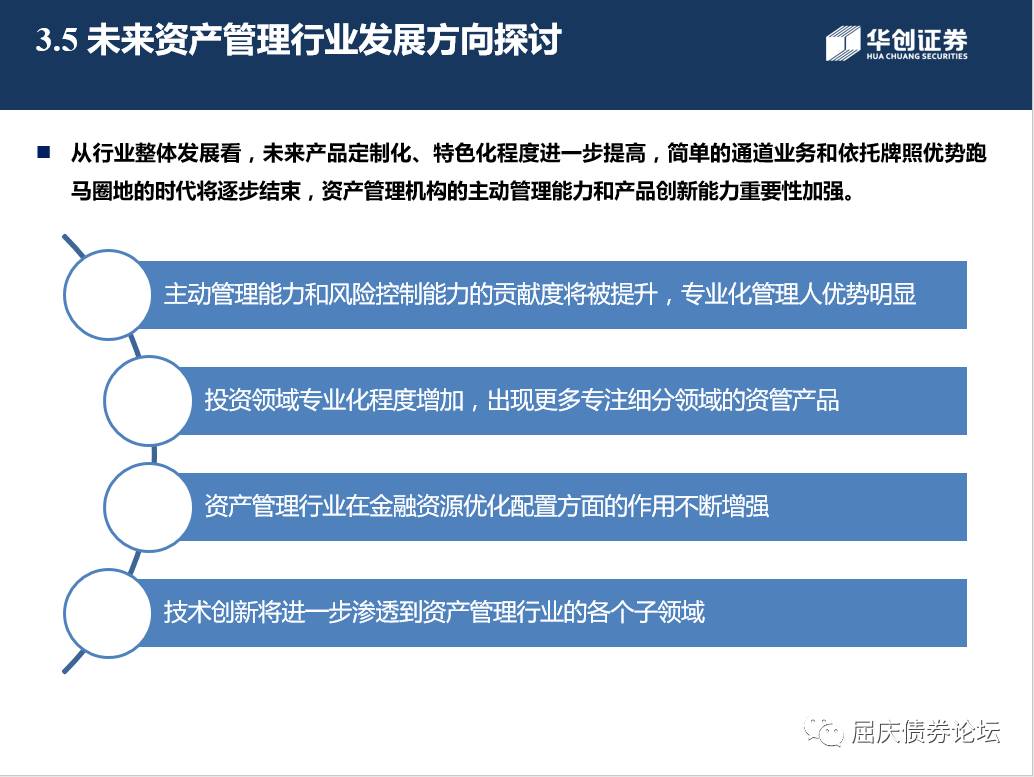 3.5 未来资产管理行业发展方向探讨
华创证券
HUA CHUANG SECURITIES
从行业整体发展看，未来产品定制化、特色化程度进一步提高，简单的通道业务和依托牌照优势跑
马圈地的时代将逐步结束，资产管理机构的主动管理能力和产品创新能力重要性加强。
主动管理能力和风险控制能力的贡献度将被提升，专业化管理人优势明显
投资领域专业化程度增加，出现更多专注细分领域的资管产品
资产管理行业在金融资源优化配置方面的作用不断增强
技术创新将进一步渗透到资产管理行业的各个子领域
屈庆债券论坛